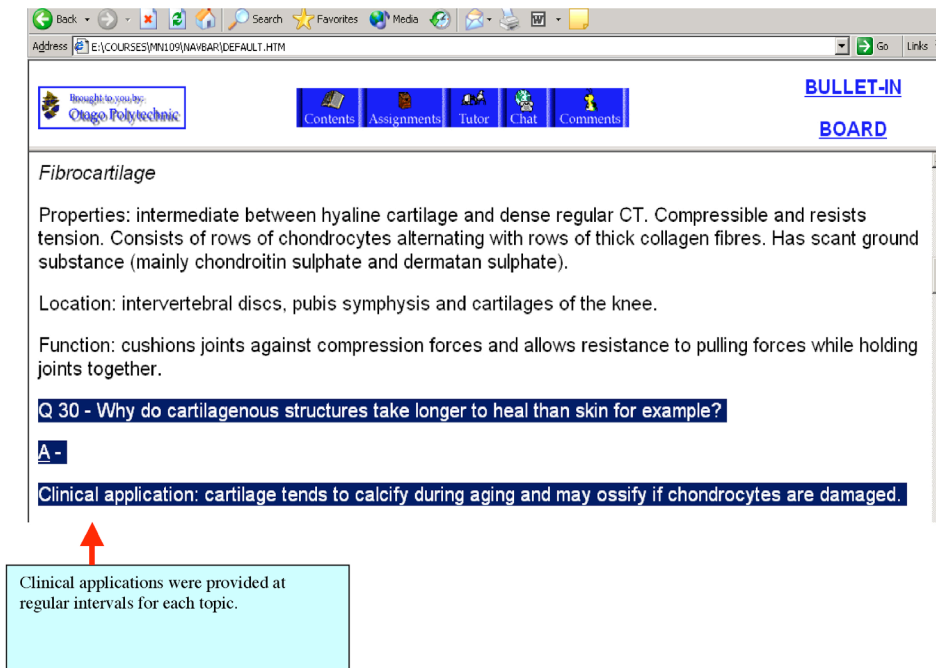 Back Search Favorites Media
Address E:\COURSES\MN109\NAVBAR\DEFAULT.HTM Go Links
Brought to you by: 
Otago Polytechnic
Contents Assignments Tutor Chat Comments
BULLET-IN
BOARD
Fibrocartilage
Properties: intermediate between hyaline cartilage and dense regular CT. Compressible and resists
tension. Consists of rows of chondrocytes alternating with rows of thick collagen fibres. Has scant ground
substance (mainly chondroitin sulphate and dermatan sulphate).
Location: intervertebral discs, pubis symphysis and cartilages of the knee.
Function: cushions joints against compression forces and allows resistance to pulling forces while holding
joints together.
Q 30 - Why do cartilagenous structures take longer to heal than skin for example?
A -
Clinical application: cartilage tends to calcify during aging and may ossify if chondrocytes are damaged.
Clinical applications were provided at
regular intervals for each topic.